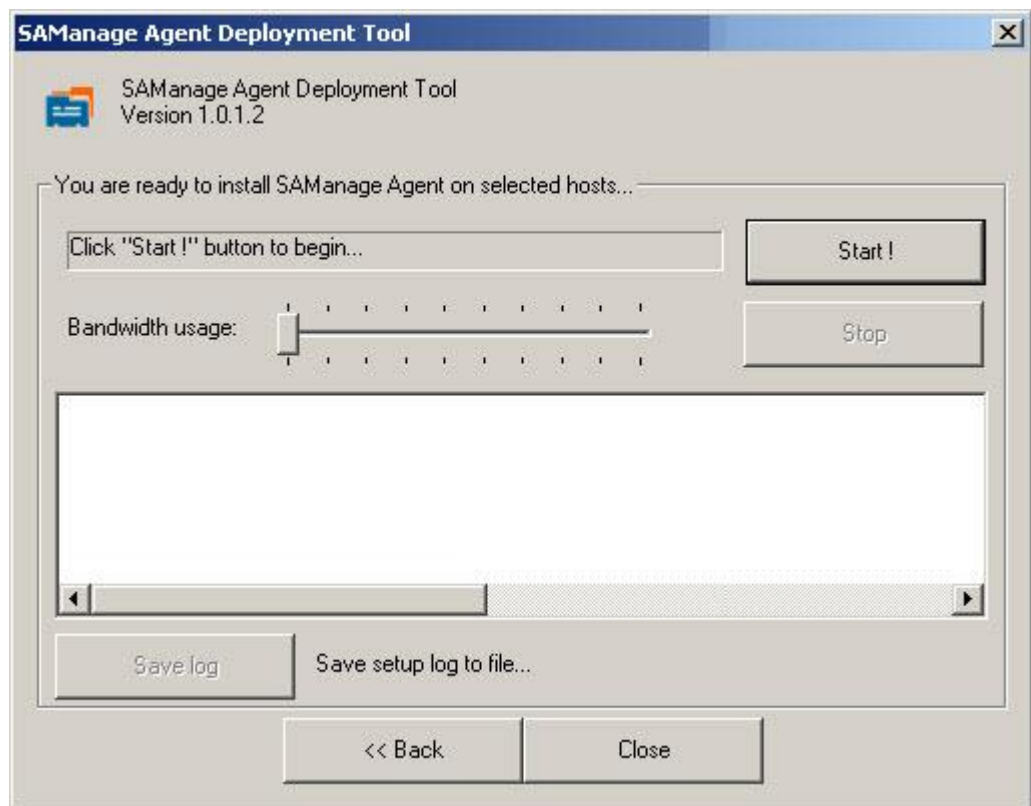 SAManage Agent Deployment Tool
SAManage Agent Deployment Tool
Version 1.0.1.2
You are ready to install SAManage Agent on selected hosts...
Click "Start !" button to begin...
Start !
Bandwidth usage:
Stop
Save log
Save setup log to file...
<< Back
Close